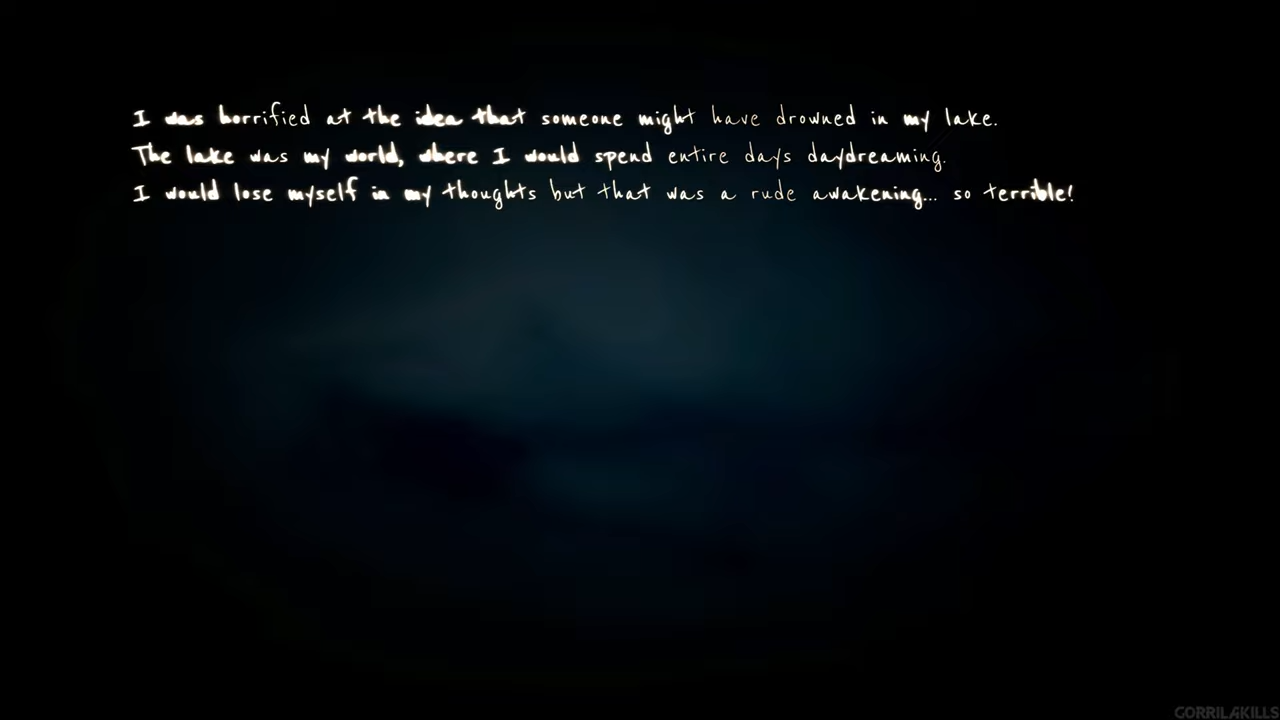 I was horrified at the idea that someone might have drowned in my lake.
The lake was my world, where I would spend entire days daydreaming.
I would lose myself in my thoughts but that was a rude awakening... so terrible!
GORRILAKILLS